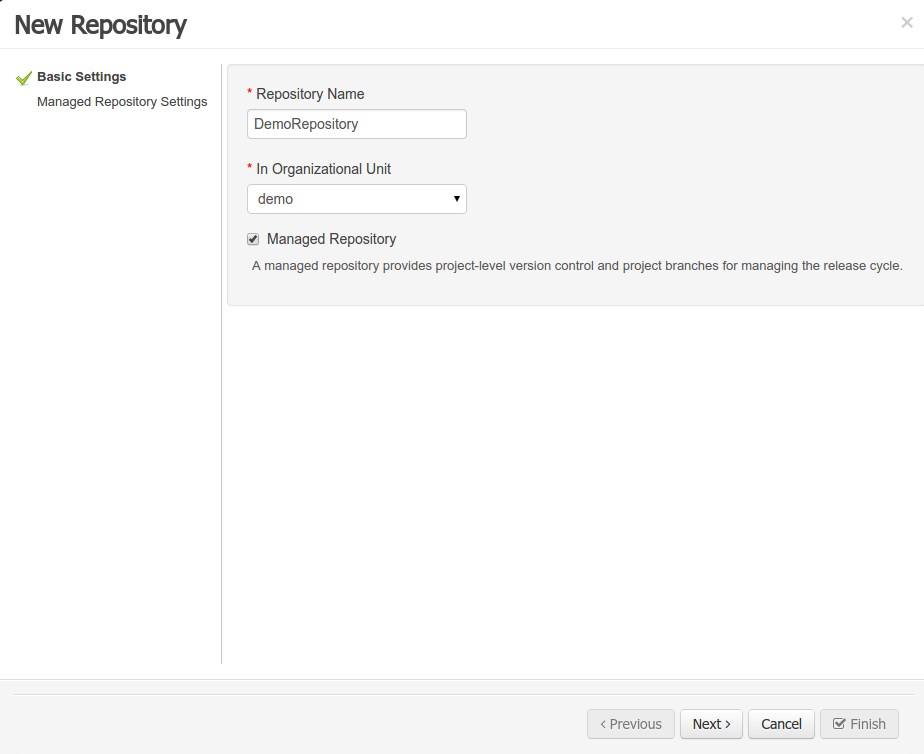 New Repository
×
Basic Settings
Managed Repository Settings
* Repository Name
DemoRepository
* In Organizational Unit
demo
Managed Repository
A managed repository provides project-level version control and project branches for managing the release cycle.
‹ Previous
Next ›
Cancel
Finish